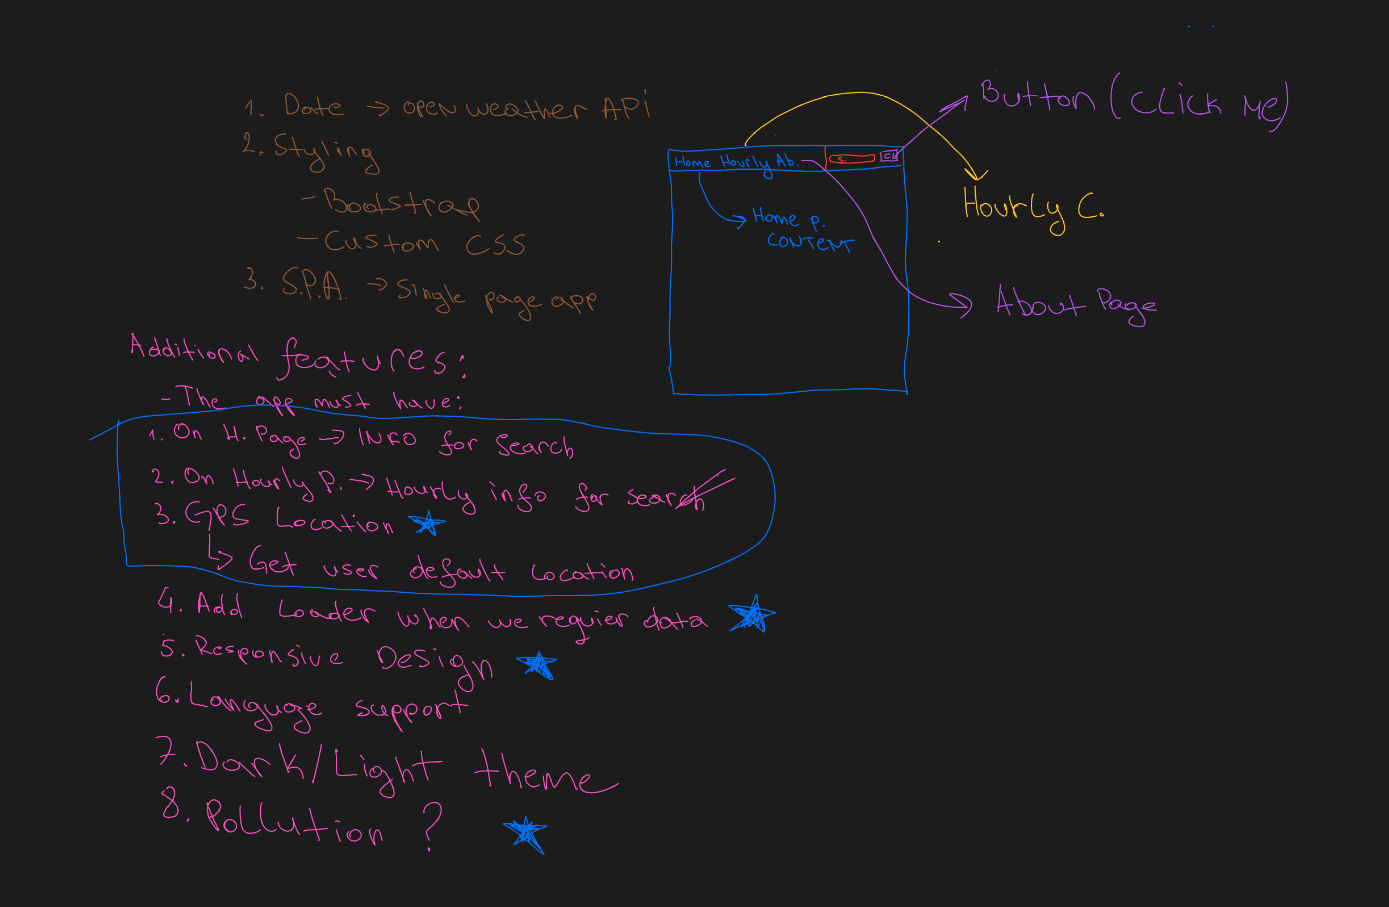 1. Date → OPEN weather API
2. Styling
- Bootstrap
- Custom CSS
3. S.P.A. → Single page app
Button (Click Me)
Home Hourly Ab. S.
Home p.
CONTENT
Hourly C.
About Page
Additional features:
- The app must have:
1. On H. Page → INFO for Search
2. On Hourly P. → Hourly info for search
3. GPS Location
↳ Get user default location
4. Add Loader when we requier data
5. Responsive Design
6. Language support
7. Dark/Light theme
8. Pollution ?